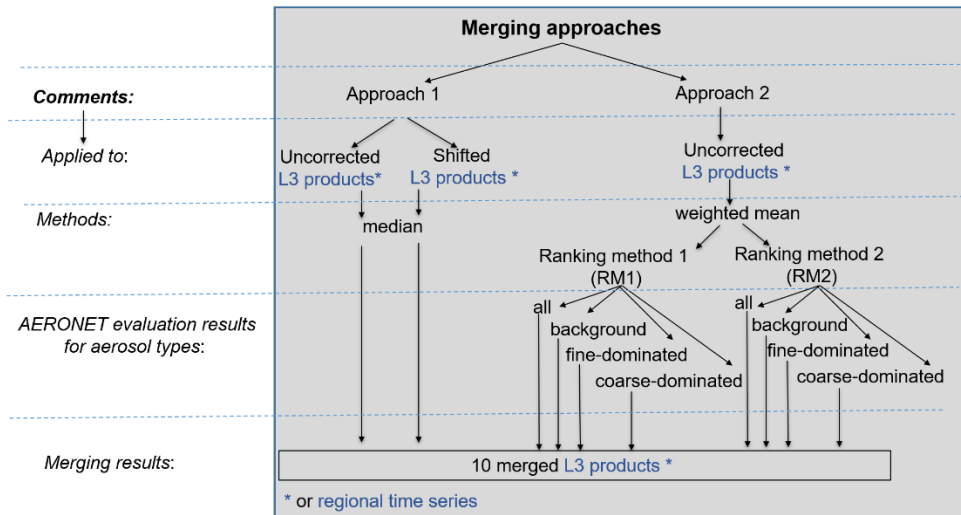 Merging approaches
Comments:
Approach 1
Approach 2
Applied to:
Uncorrected
L3 products*
Shifted
L3 products *
Uncorrected
L3 products *
Methods:
median
weighted mean
Ranking method 1
(RM1)
Ranking method 2
(RM2)
AERONET evaluation results
for aerosol types:
all
background
fine-dominated
coarse-dominated
all
background
fine-dominated
coarse-dominated
Merging results:
10 merged L3 products *
* or regional time series